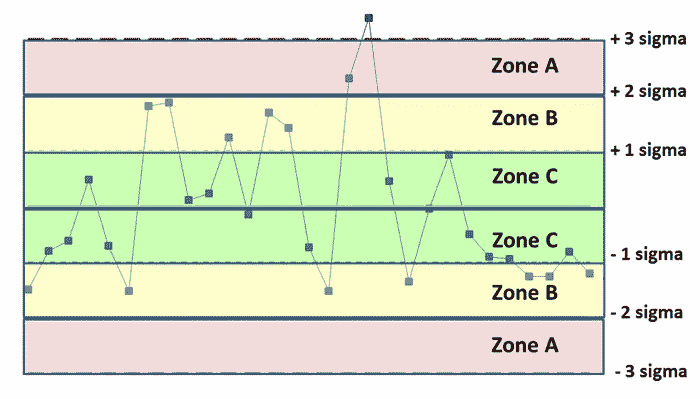 + 3 sigma
Zone A
+ 2 sigma
Zone B
+ 1 sigma
Zone C
Zone C
- 1 sigma
Zone B
- 2 sigma
Zone A
- 3 sigma